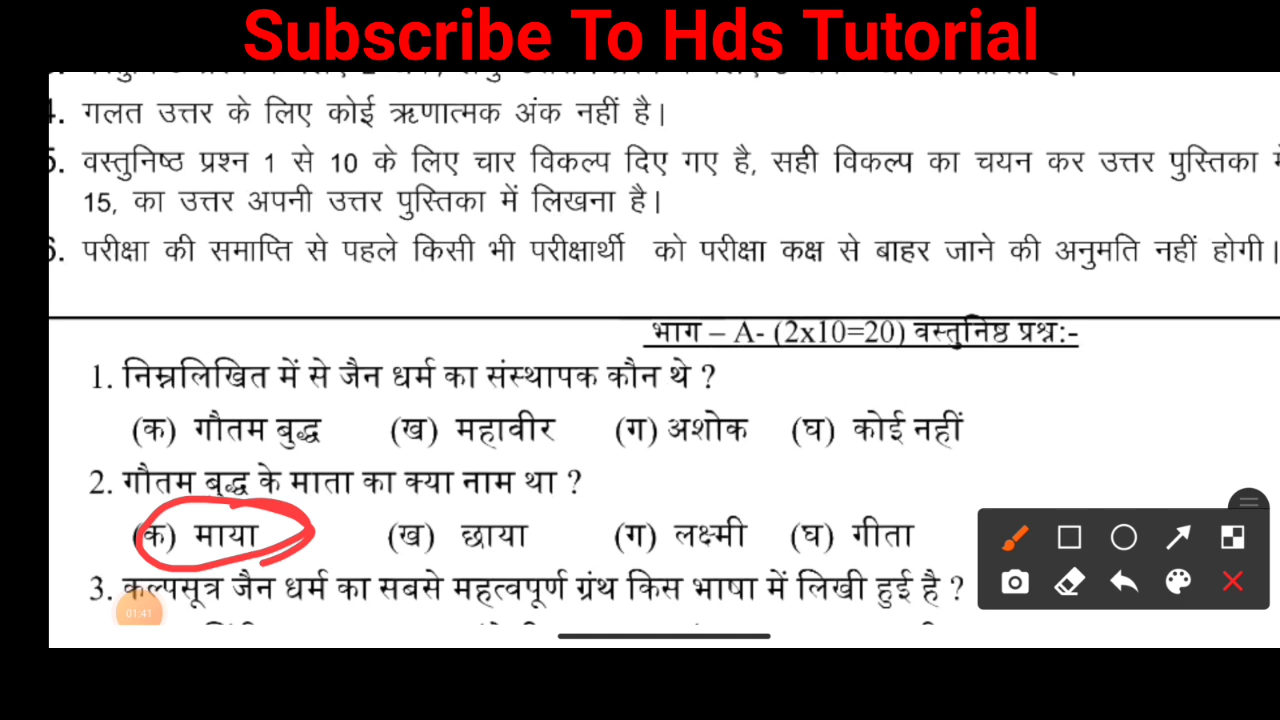 Subscribe To Hds Tutorial
4. गलत उत्तर के लिए कोई ऋणात्मक अंक नहीं है।
5. वस्तुनिष्ठ प्रश्न 1 से 10 के लिए चार विकल्प दिए गए है, सही विकल्प का चयन कर उत्तर पुस्तिका में
15, का उत्तर अपनी उत्तर पुस्तिका में लिखना है।
6. परीक्षा की समाप्ति से पहले किसी भी परीक्षार्थी को परीक्षा कक्ष से बाहर जाने की अनुमति नहीं होगी।
भाग – A- (2x10=20) वस्तुनिष्ठ प्रश्न:-
1. निम्नलिखित में से जैन धर्म का संस्थापक कौन थे ?
(क) गौतम बुद्ध (ख) महावीर (ग) अशोक (घ) कोई नहीं
2. गौतम बुद्ध के माता का क्या नाम था ?
(क) माया (ख) छाया (ग) लक्ष्मी (घ) गीता
3. कल्पसूत्र जैन धर्म का सबसे महत्वपूर्ण ग्रंथ किस भाषा में लिखी हुई है ?
01:41